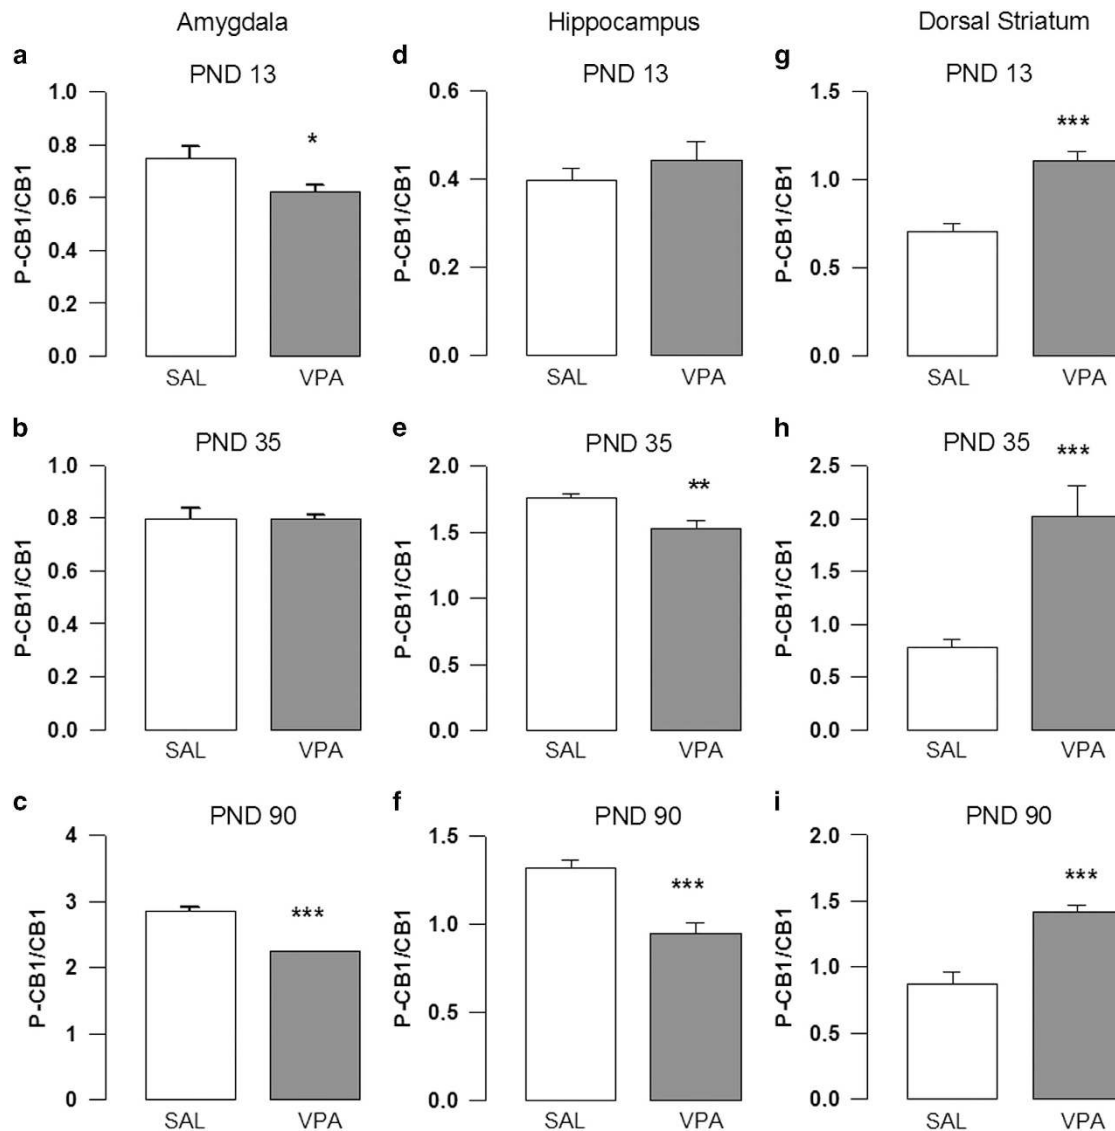 Amygdala
Hippocampus
Dorsal Striatum
a
PND 13
P-CB1/CB1
1.0
0.8
0.6
0.4
0.2
0.0
*
SAL
VPA
d
PND 13
P-CB1/CB1
0.6
0.4
0.2
0.0
SAL
VPA
g
PND 13
P-CB1/CB1
1.5
1.0
0.5
0.0
***
SAL
VPA
b
PND 35
P-CB1/CB1
1.0
0.8
0.6
0.4
0.2
0.0
SAL
VPA
e
PND 35
P-CB1/CB1
2.0
1.5
1.0
0.5
0.0
**
SAL
VPA
h
PND 35
P-CB1/CB1
2.5
2.0
1.5
1.0
0.5
0.0
***
SAL
VPA
c
PND 90
P-CB1/CB1
4
3
2
1
0
***
SAL
VPA
f
PND 90
P-CB1/CB1
1.5
1.0
0.5
0.0
***
SAL
VPA
i
PND 90
P-CB1/CB1
2.0
1.5
1.0
0.5
0.0
***
SAL
VPA